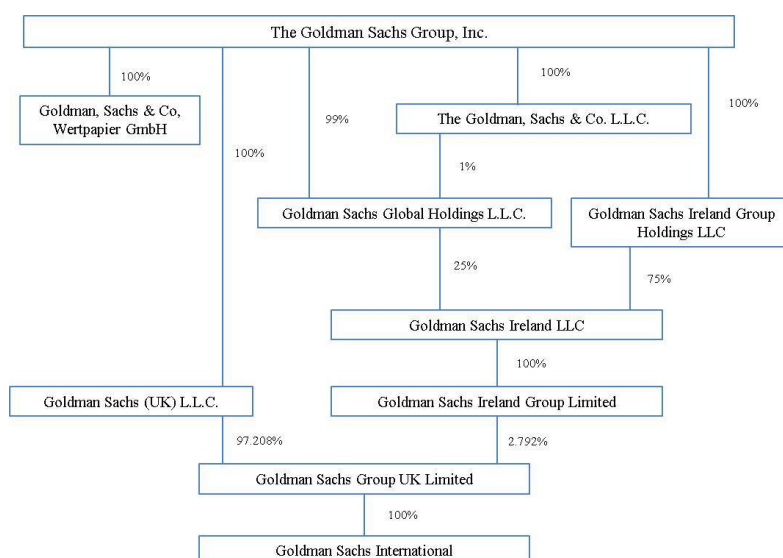 The Goldman Sachs Group, Inc.
100%
100%
100%
Goldman, Sachs & Co,
Wertpapier GmbH
99%
The Goldman, Sachs & Co. L.L.C.
100%
1%
Goldman Sachs Global Holdings L.L.C.
Goldman Sachs Ireland Group
Holdings LLC
25%
75%
Goldman Sachs Ireland LLC
100%
Goldman Sachs (UK) L.L.C.
Goldman Sachs Ireland Group Limited
97.208%
2.792%
Goldman Sachs Group UK Limited
100%
Goldman Sachs International